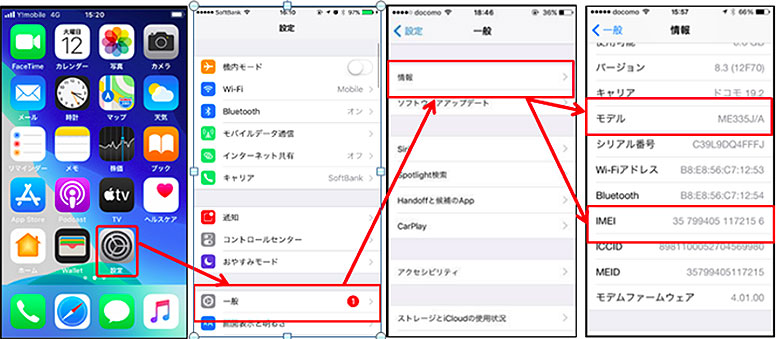 Y!mobile 4G 15:20
火曜日
12
FaceTime カレンダー 写真 カメラ
メール 時計 マップ 天気
リマインダー メモ 株価 ブック
tv
App Store Podcast TV ヘルスケア
ホーム Wallet 設定
SoftBank 16:10 97%
設定
機内モード
Wi-Fi Mobile
Bluetooth オン
モバイルデータ通信
インターネット共有 オフ
キャリア SoftBank
通知
コントロールセンター
おやすみモード
一般 1
画面表示と明るさ
docomo 18:46 36%
設定 一般
情報
ソフトウェアアップデート
Siri
Spotlight検索
Handoffと候補のApp
CarPlay
アクセシビリティ
ストレージとiCloudの使用状況
docomo 15:57 66%
一般 情報
使用可能
バージョン 8.3 (12F70)
キャリア ドコモ 19.2
モデル ME335J/A
シリアル番号 C39L9DQ4FFFJ
Wi-Fiアドレス B8:E8:56:C7:12:53
Bluetooth B8:E8:56:C7:12:54
IMEI 35 799405 117215 6
ICCID 8981100052704569980
MEID 35799405117215
モデムファームウェア 4.01.00